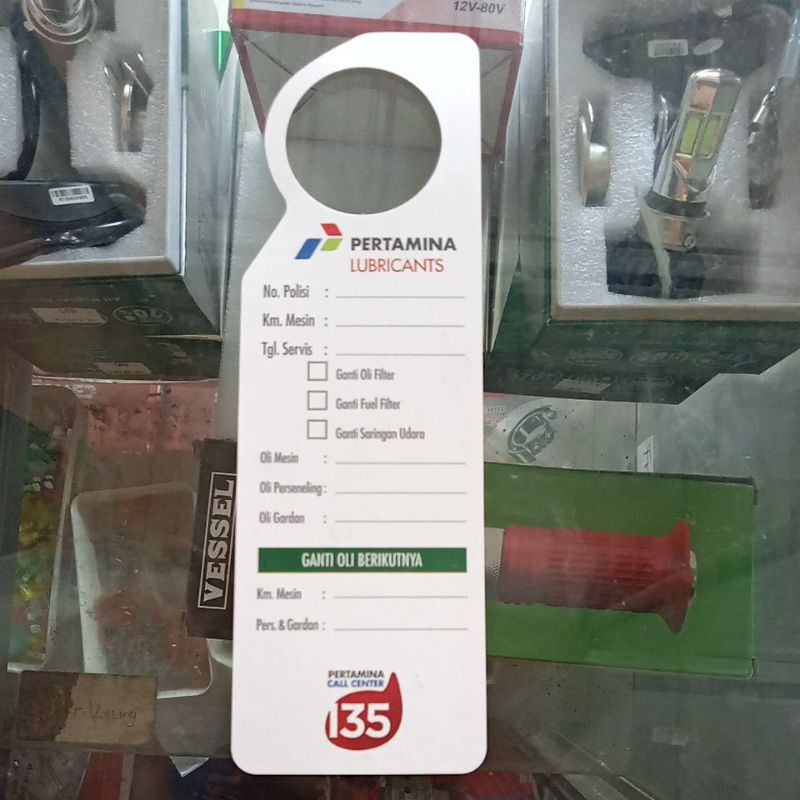 12V-80V
PERTAMINA
LUBRICANTS
No. Polisi :
Km. Mesin :
Tgl. Servis :
Ganti Oli Filter
Ganti Fuel Filter
Ganti Saringan Udara
Oli Mesin :
Oli Perseneling :
Oli Gardan :
GANTI OLI BERIKUTNYA
Km. Mesin :
Pers. & Gardan :
PERTAMINA
CALL CENTER
135
VESSEL